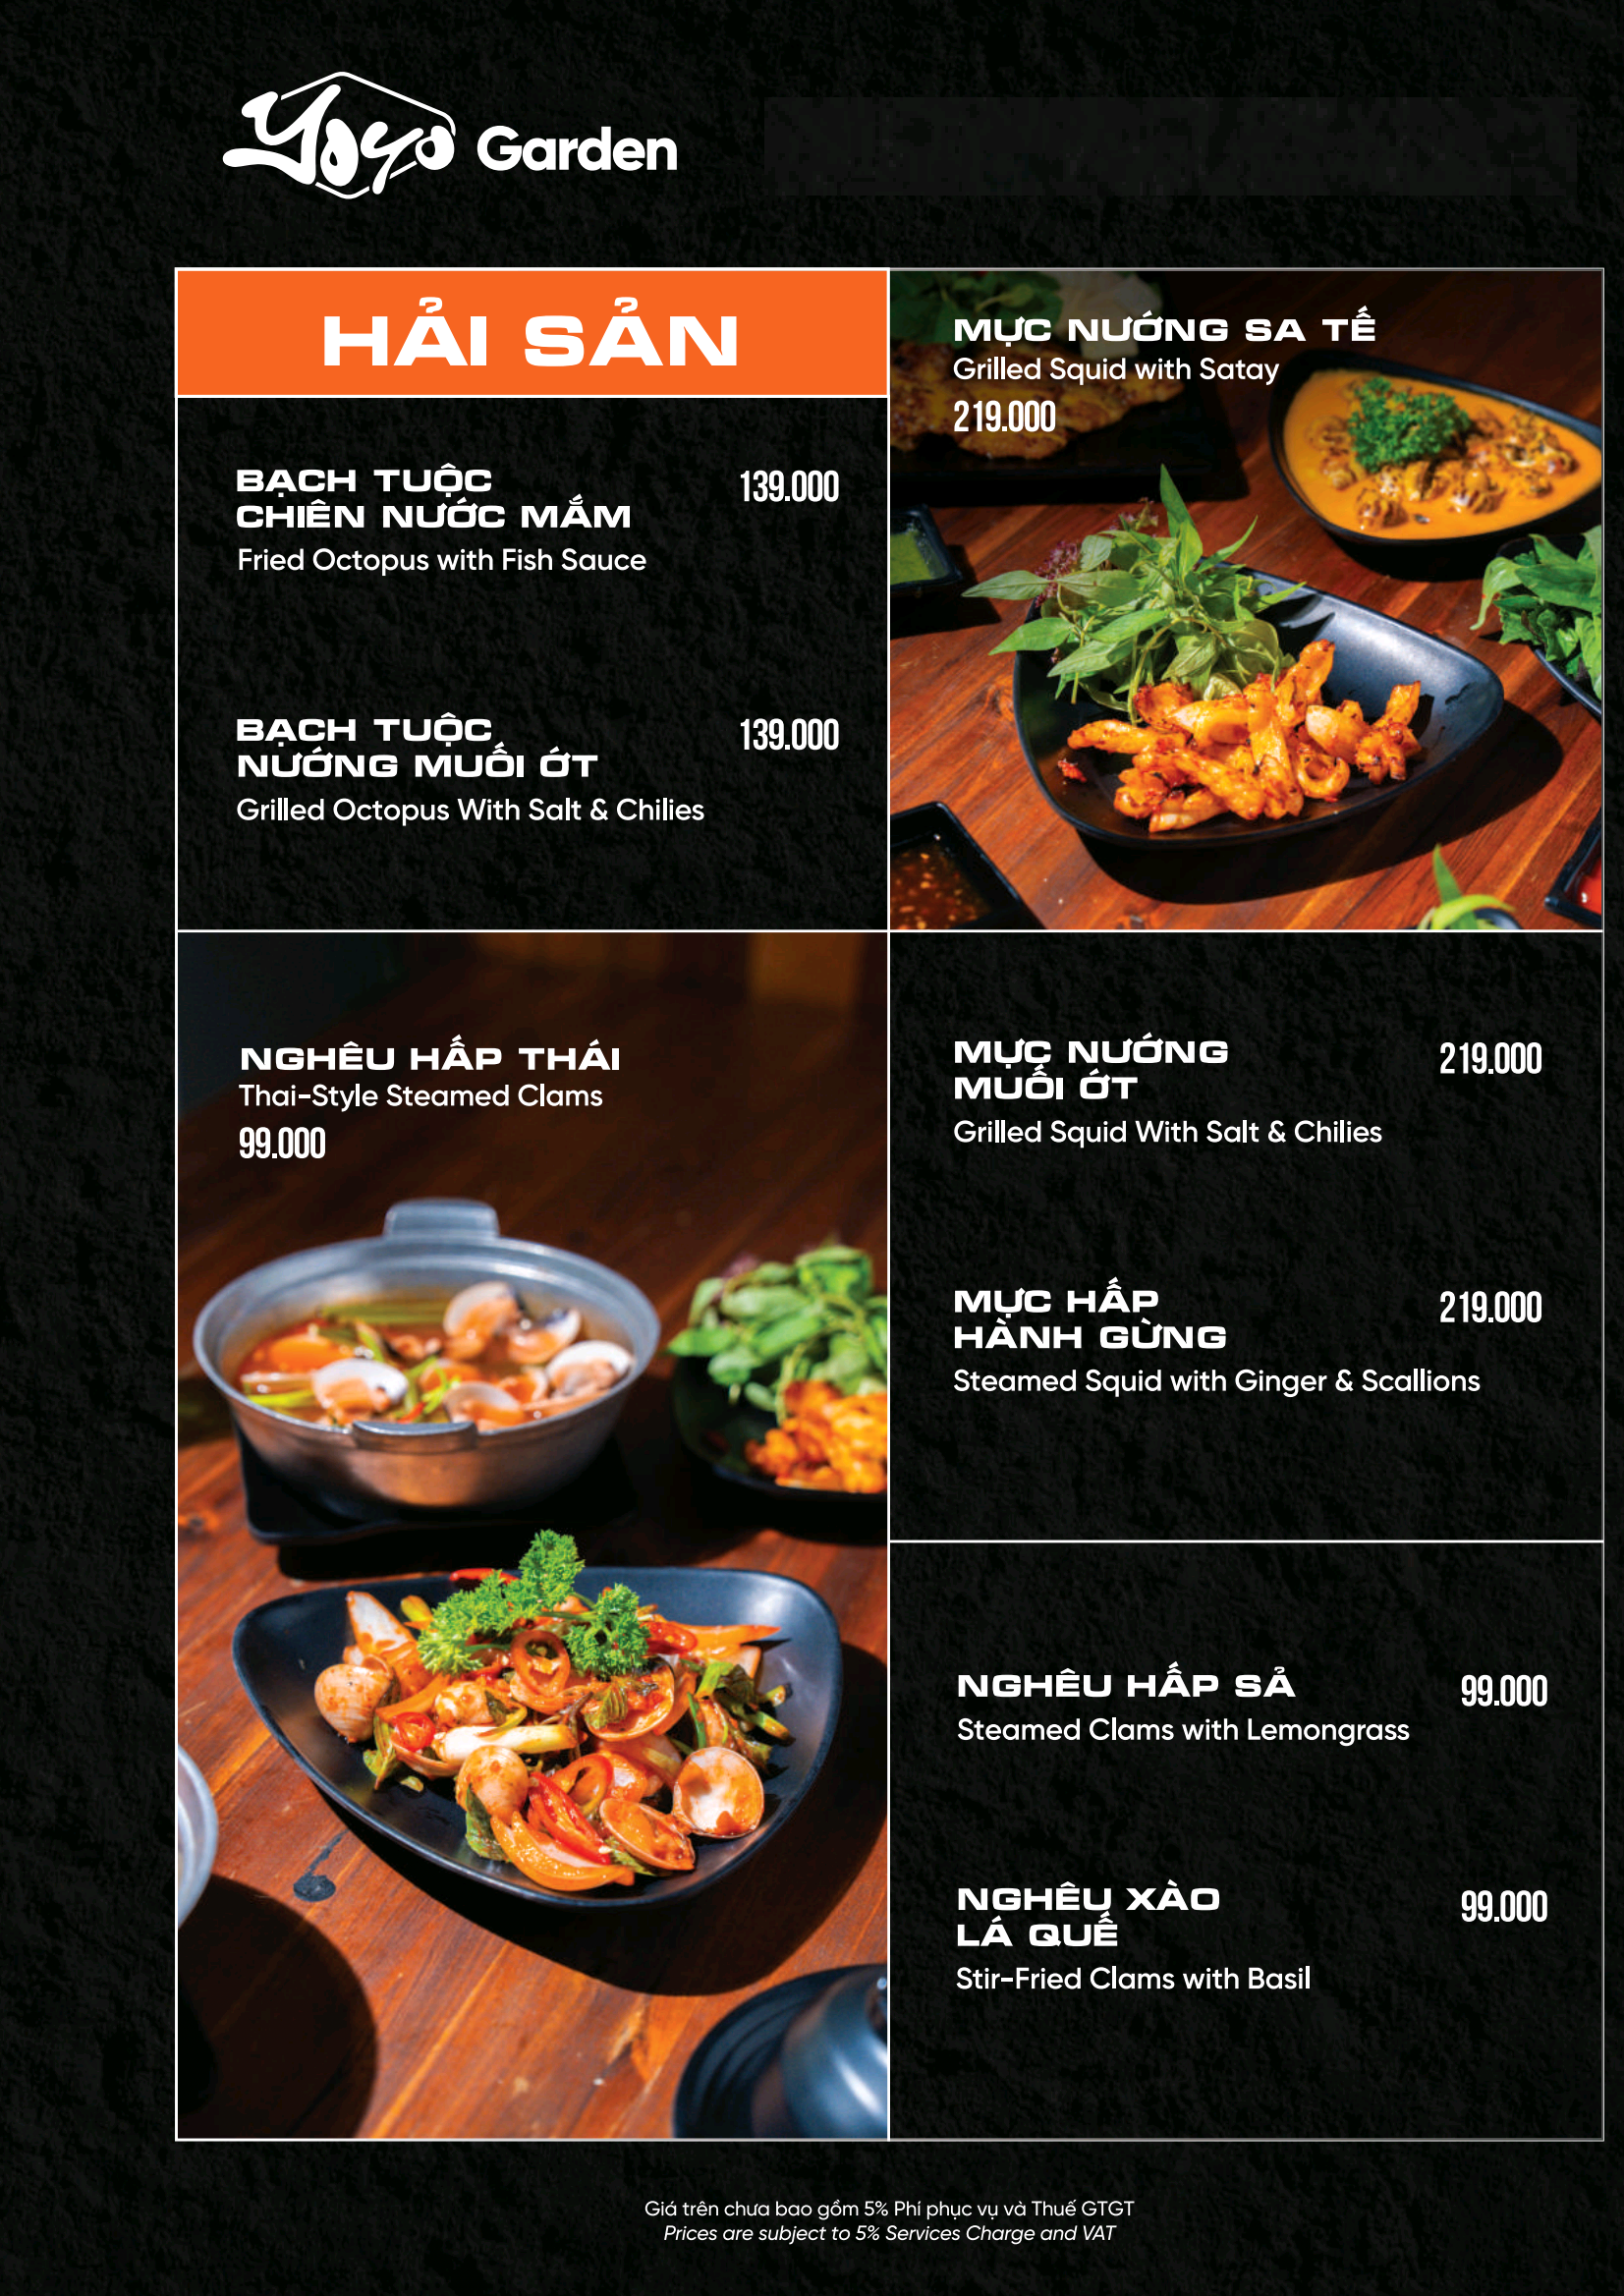 Yoyo Garden
HẢI SẢN
BẠCH TUỘC
CHIÊN NƯỚC MẮM
139.000
Fried Octopus with Fish Sauce
BẠCH TUỘC
NƯỚNG MUỐI ỚT
139.000
Grilled Octopus With Salt & Chilies
MỰC NƯỚNG SA TẾ
Grilled Squid with Satay
219.000
NGHÊU HẤP THÁI
Thai-Style Steamed Clams
99.000
MỰC NƯỚNG
MUỐI ỚT
219.000
Grilled Squid With Salt & Chilies
MỰC HẤP
HÀNH GỪNG
219.000
Steamed Squid with Ginger & Scallions
NGHÊU HẤP SẢ
99.000
Steamed Clams with Lemongrass
NGHÊU XÀO
LÁ QUẾ
99.000
Stir-Fried Clams with Basil
Giá trên chưa bao gồm 5% Phí phục vụ và Thuế GTGT
Prices are subject to 5% Services Charge and VAT